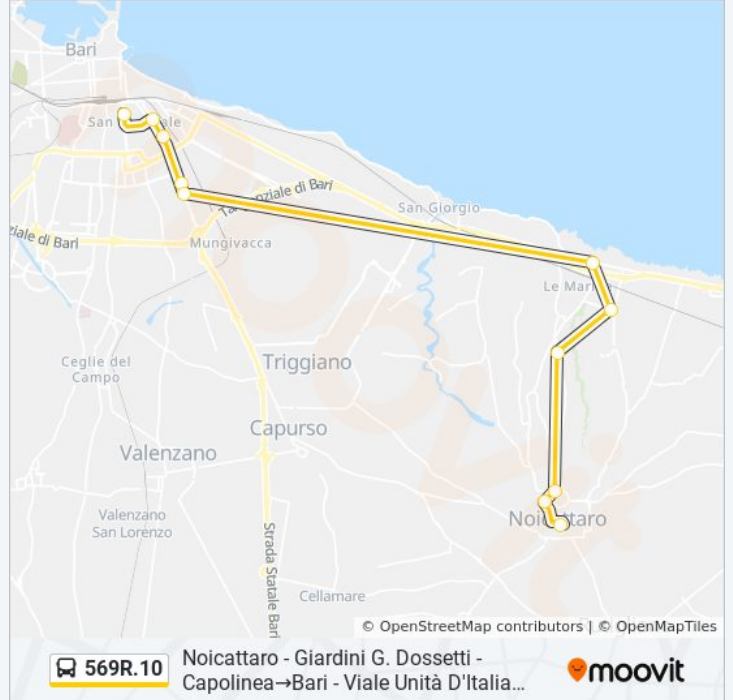 Bari
San ale
Tangenziale di Bari
San Giorgio
ziale di Bari
Mungivacca
Le Mari
Ceglie del
Campo
Triggiano
Capurso
Valenzano
Valenzano
San Lorenzo
Noicattaro
Strada Statale Bari
Cellamare
© OpenStreetMap contributors | © OpenMapTiles
569R.10
Noicattaro - Giardini G. Dossetti -
Capolinea→Bari - Viale Unità D'Italia...
moovit